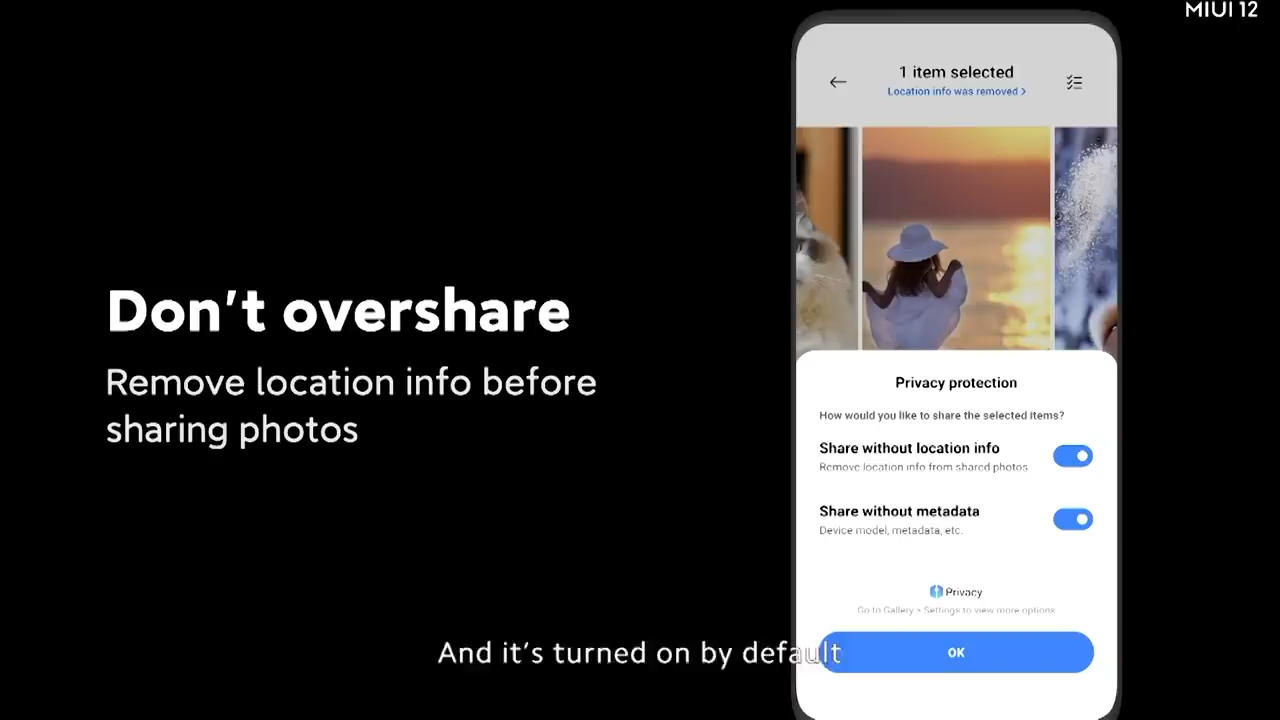 MIUI 12
Don't overshare
Remove location info before
sharing photos
1 item selected
Location info was removed >
Privacy protection
How would you like to share the selected items?
Share without location info
Remove location info from shared photos
Share without metadata
Device model, metadata, etc.
Privacy
Go to Gallery > Settings to view more options
OK
And it's turned on by default